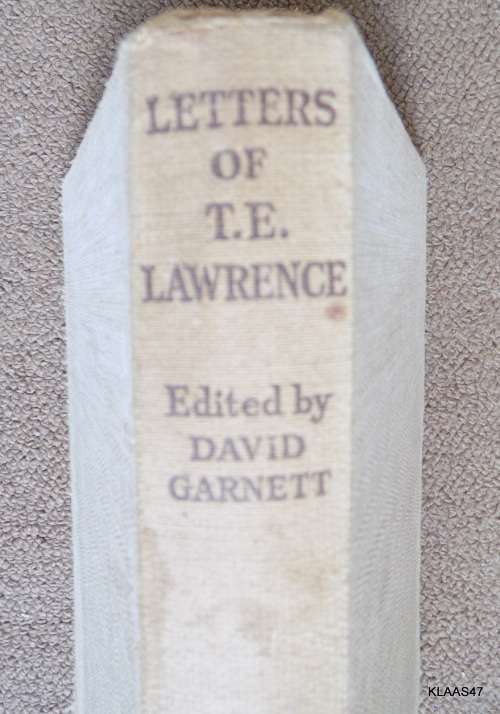 LETTERS
OF
T.E.
LAWRENCE
Edited by
DAViD
GARNETT
KLAAS47